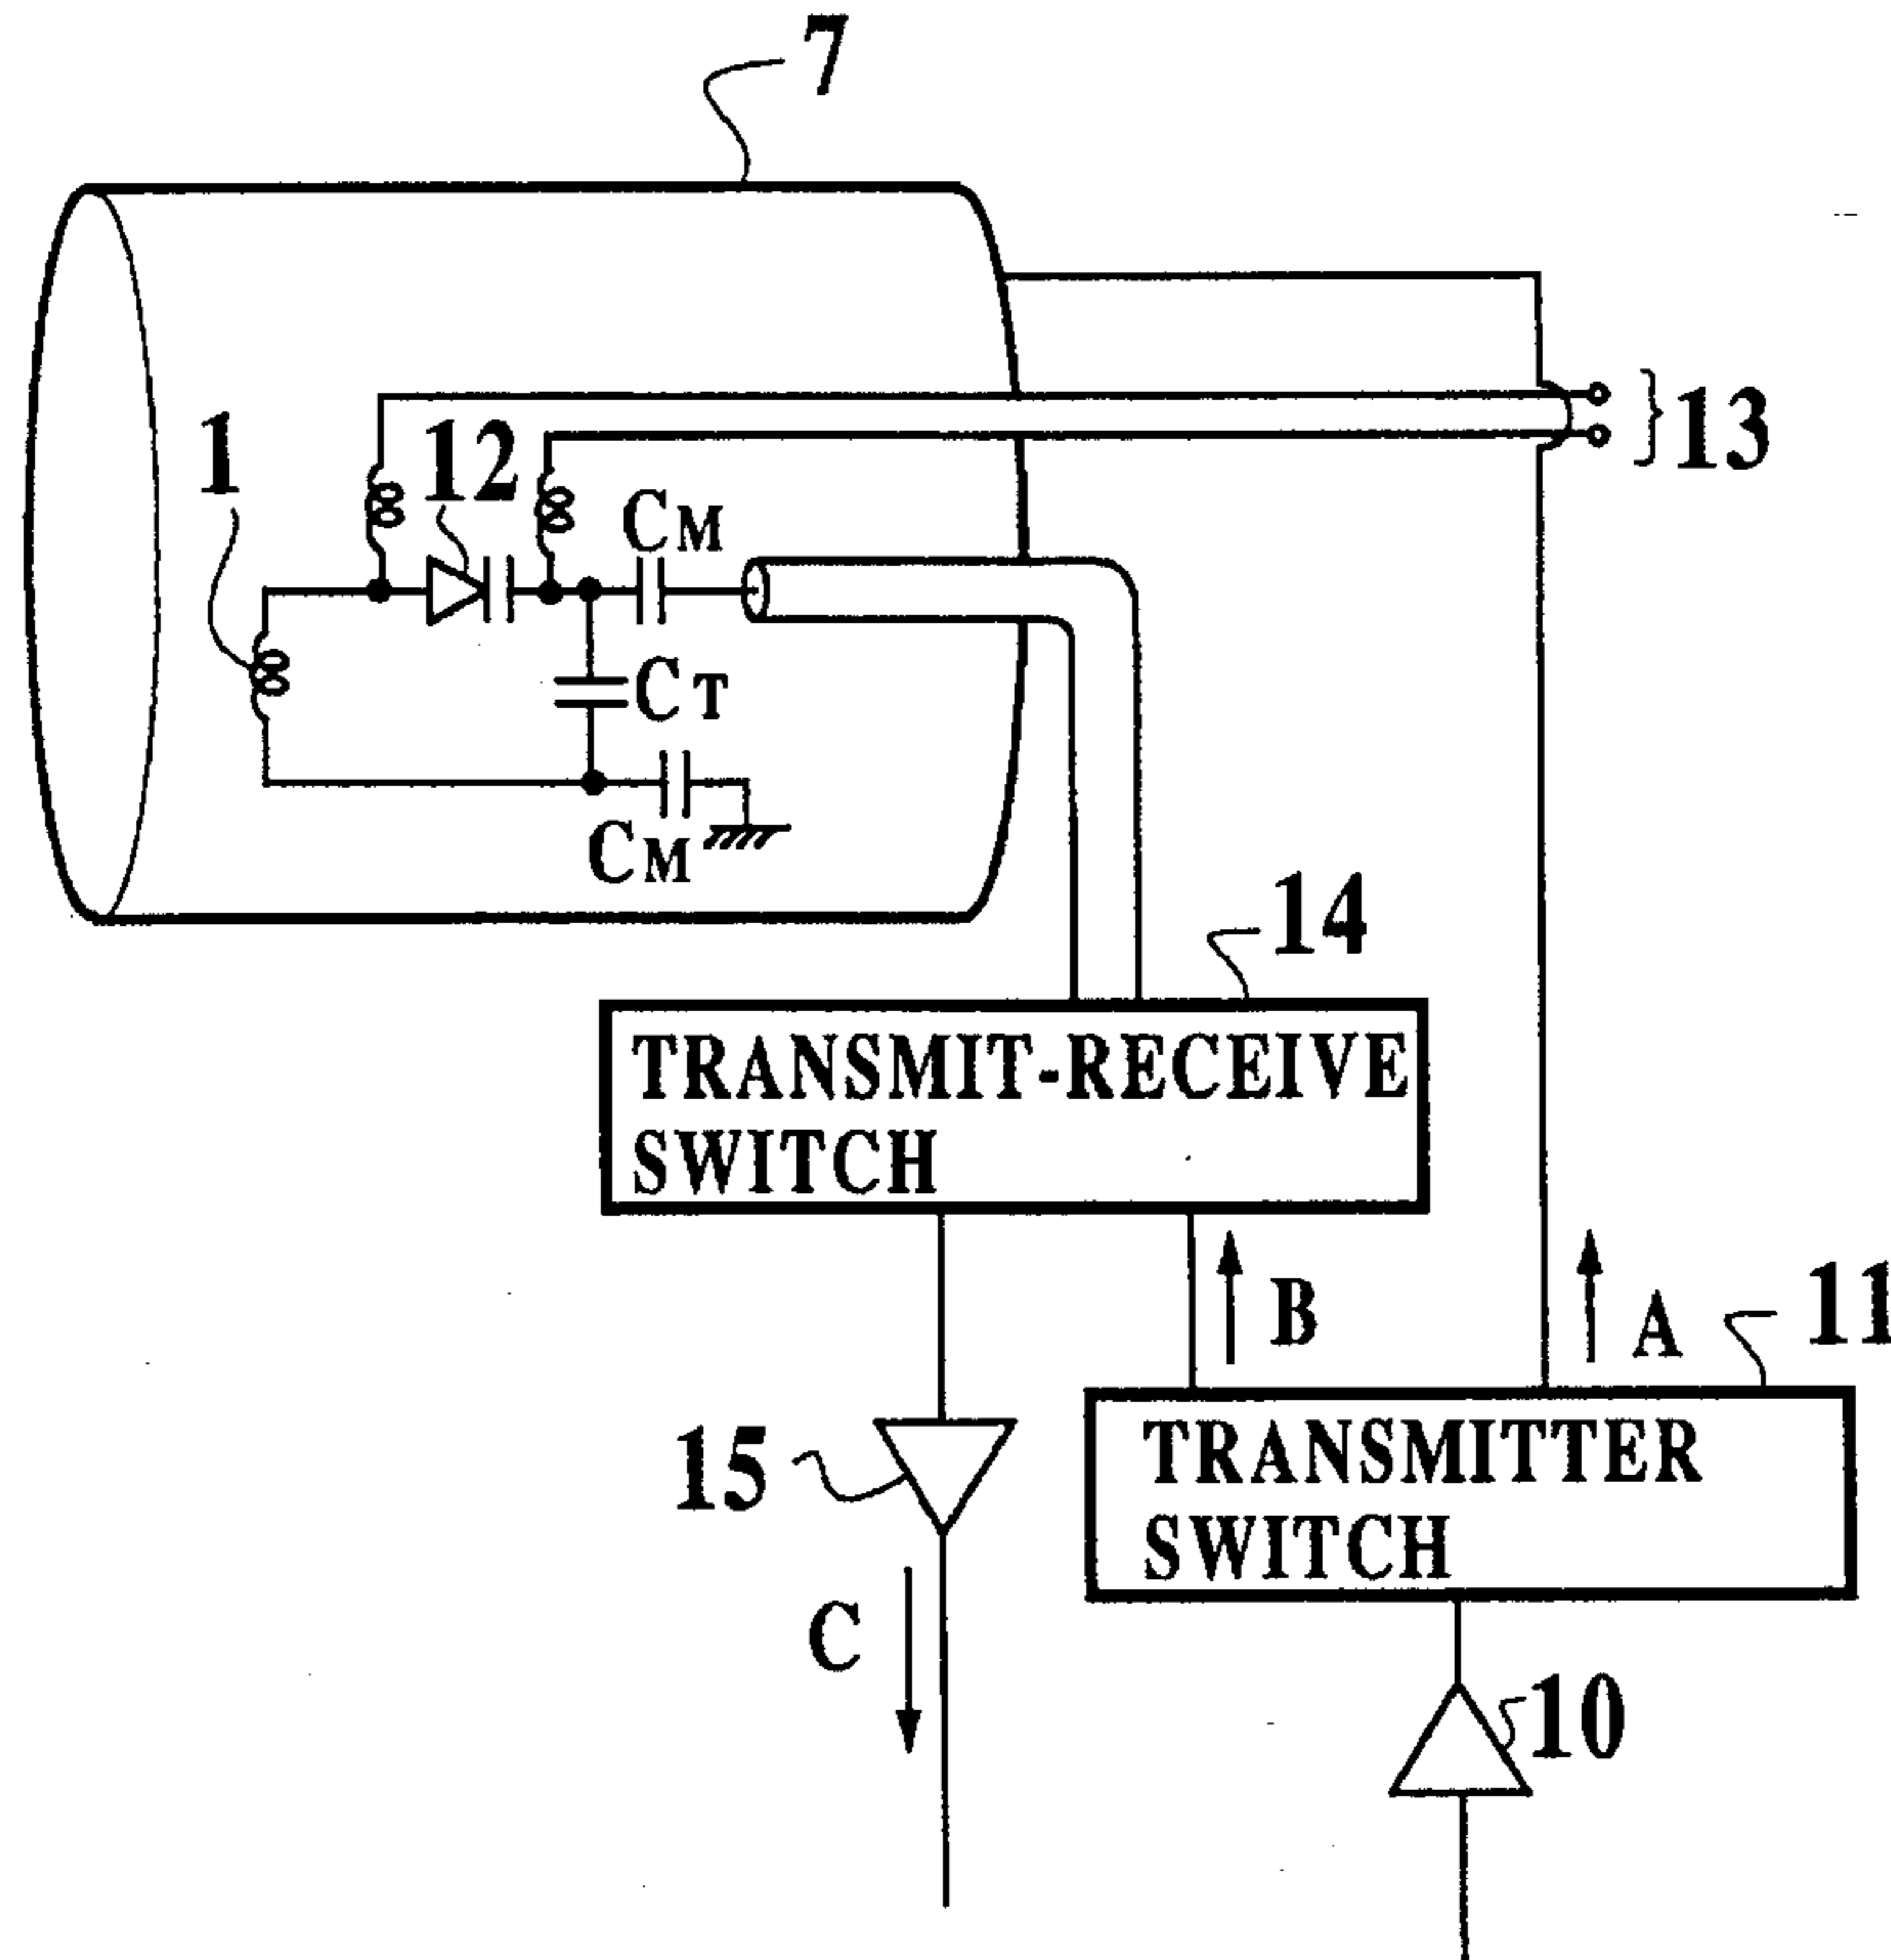 7
1
12
13
CM
CT
CM
14
TRANSMIT-RECEIVE
SWITCH
B
A
11
15
TRANSMITTER
SWITCH
C
10